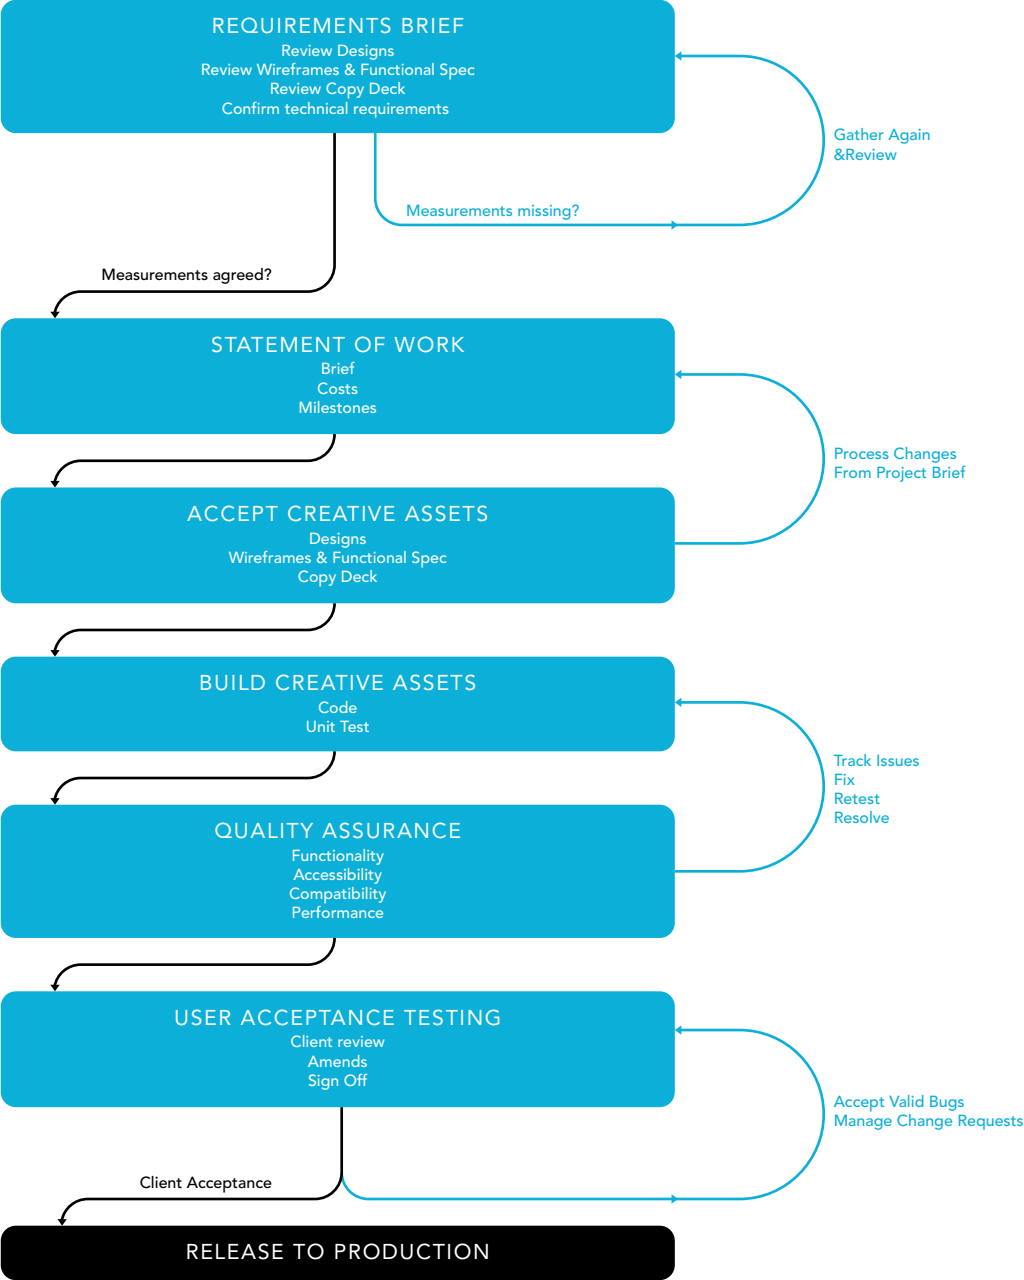 REQUIREMENTS BRIEF
Review Designs
Review Wireframes & Functional Spec
Review Copy Deck
Confirm technical requirements
Gather Again
&Review
Measurements missing?
Measurements agreed?
STATEMENT OF WORK
Brief
Costs
Milestones
Process Changes
From Project Brief
ACCEPT CREATIVE ASSETS
Designs
Wireframes & Functional Spec
Copy Deck
BUILD CREATIVE ASSETS
Code
Unit Test
Track Issues
Fix
Retest
Resolve
QUALITY ASSURANCE
Functionality
Accessibility
Compatibility
Performance
USER ACCEPTANCE TESTING
Client review
Amends
Sign Off
Accept Valid Bugs
Manage Change Requests
Client Acceptance
RELEASE TO PRODUCTION